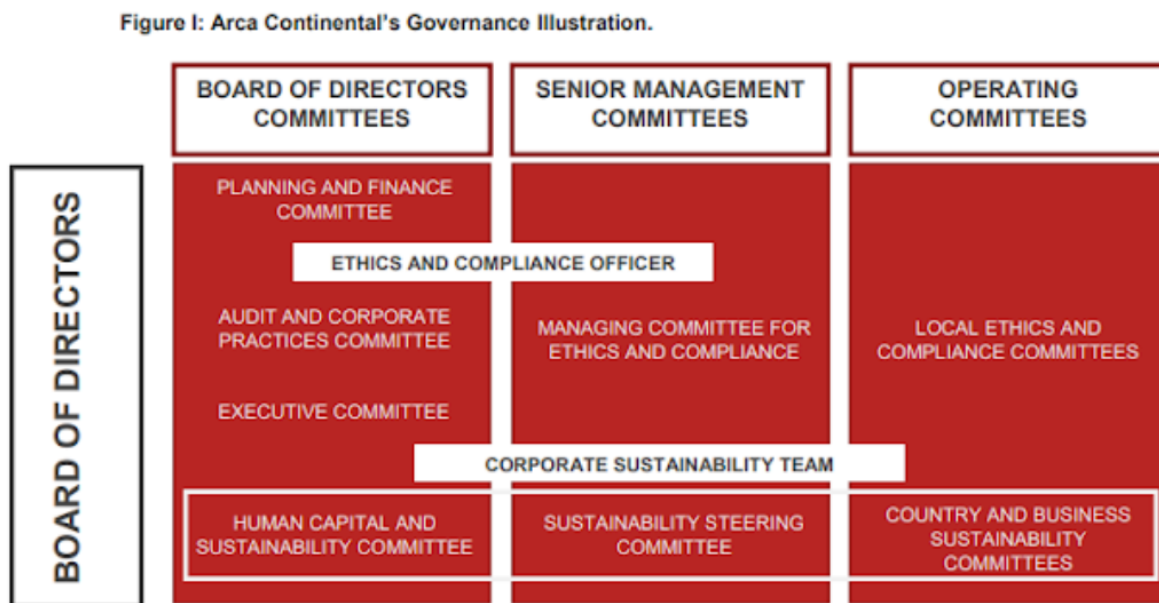 Figure I: Arca Continental's Governance Illustration.
BOARD OF DIRECTORS
COMMITTEES
SENIOR MANAGEMENT
COMMITTEES
OPERATING
COMMITTEES
BOARD OF DIRECTORS
PLANNING AND FINANCE
COMMITTEE
ETHICS AND COMPLIANCE OFFICER
AUDIT AND CORPORATE
PRACTICES COMMITTEE
MANAGING COMMITTEE FOR
ETHICS AND COMPLIANCE
LOCAL ETHICS AND
COMPLIANCE COMMITTEES
EXECUTIVE COMMITTEE
CORPORATE SUSTAINABILITY TEAM
HUMAN CAPITAL AND
SUSTAINABILITY COMMITTEE
SUSTAINABILITY STEERING
COMMITTEE
COUNTRY AND BUSINESS
SUSTAINABILITY
COMMITTEES